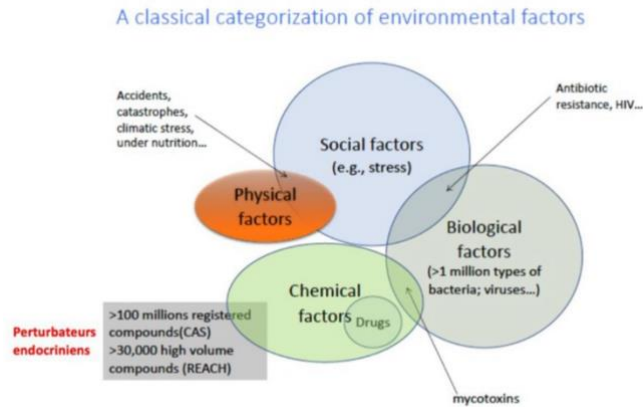 A classical categorization of environmental factors
Accidents,
catastrophes,
climatic stress,
under nutrition...
Antibiotic
resistance, HIV...
Social factors
(e.g., stress)
Physical
factors
Biological
factors
(>1 million types of
bacteria; viruses...)
Chemical
factors
Drugs
Perturbateurs
endocriniens
>100 millions registered
compounds(CAS)
>30,000 high volume
compounds (REACH)
mycotoxins